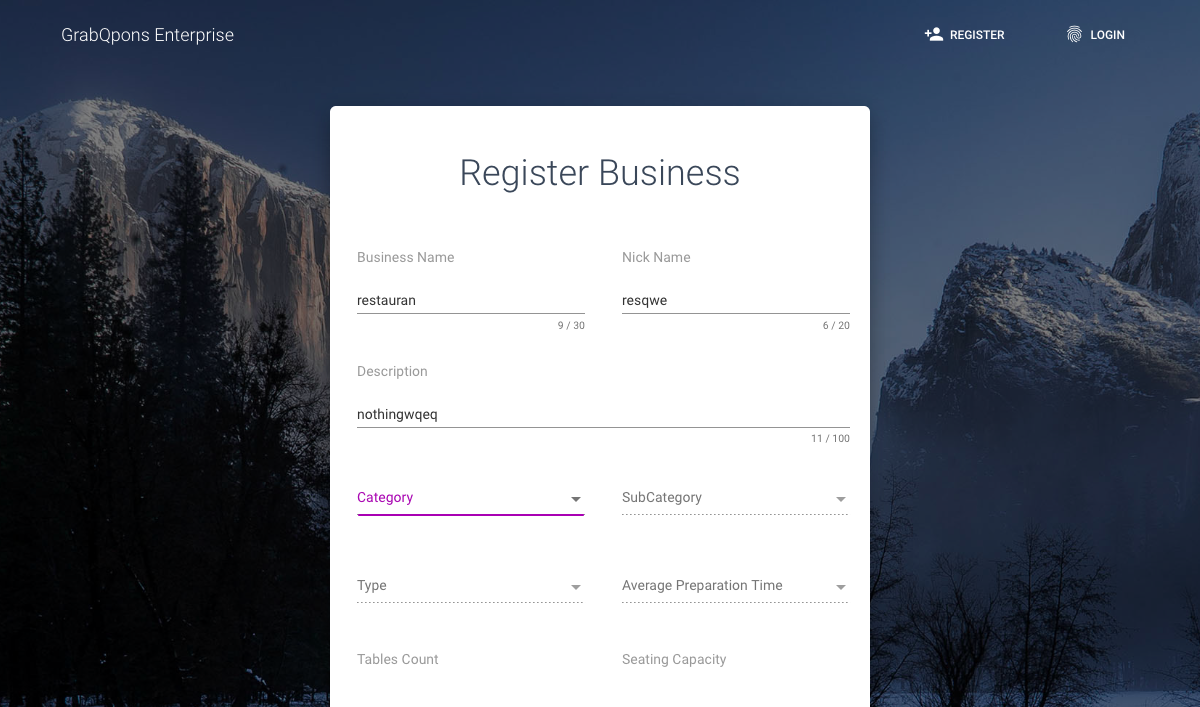 GrabQpons Enterprise
REGISTER
LOGIN
Register Business
Business Name
Nick Name
restauran
resqwe
9 / 30
6 / 20
Description
nothingwqeq
11 / 100
Category
SubCategory
Type
Average Preparation Time
Tables Count
Seating Capacity